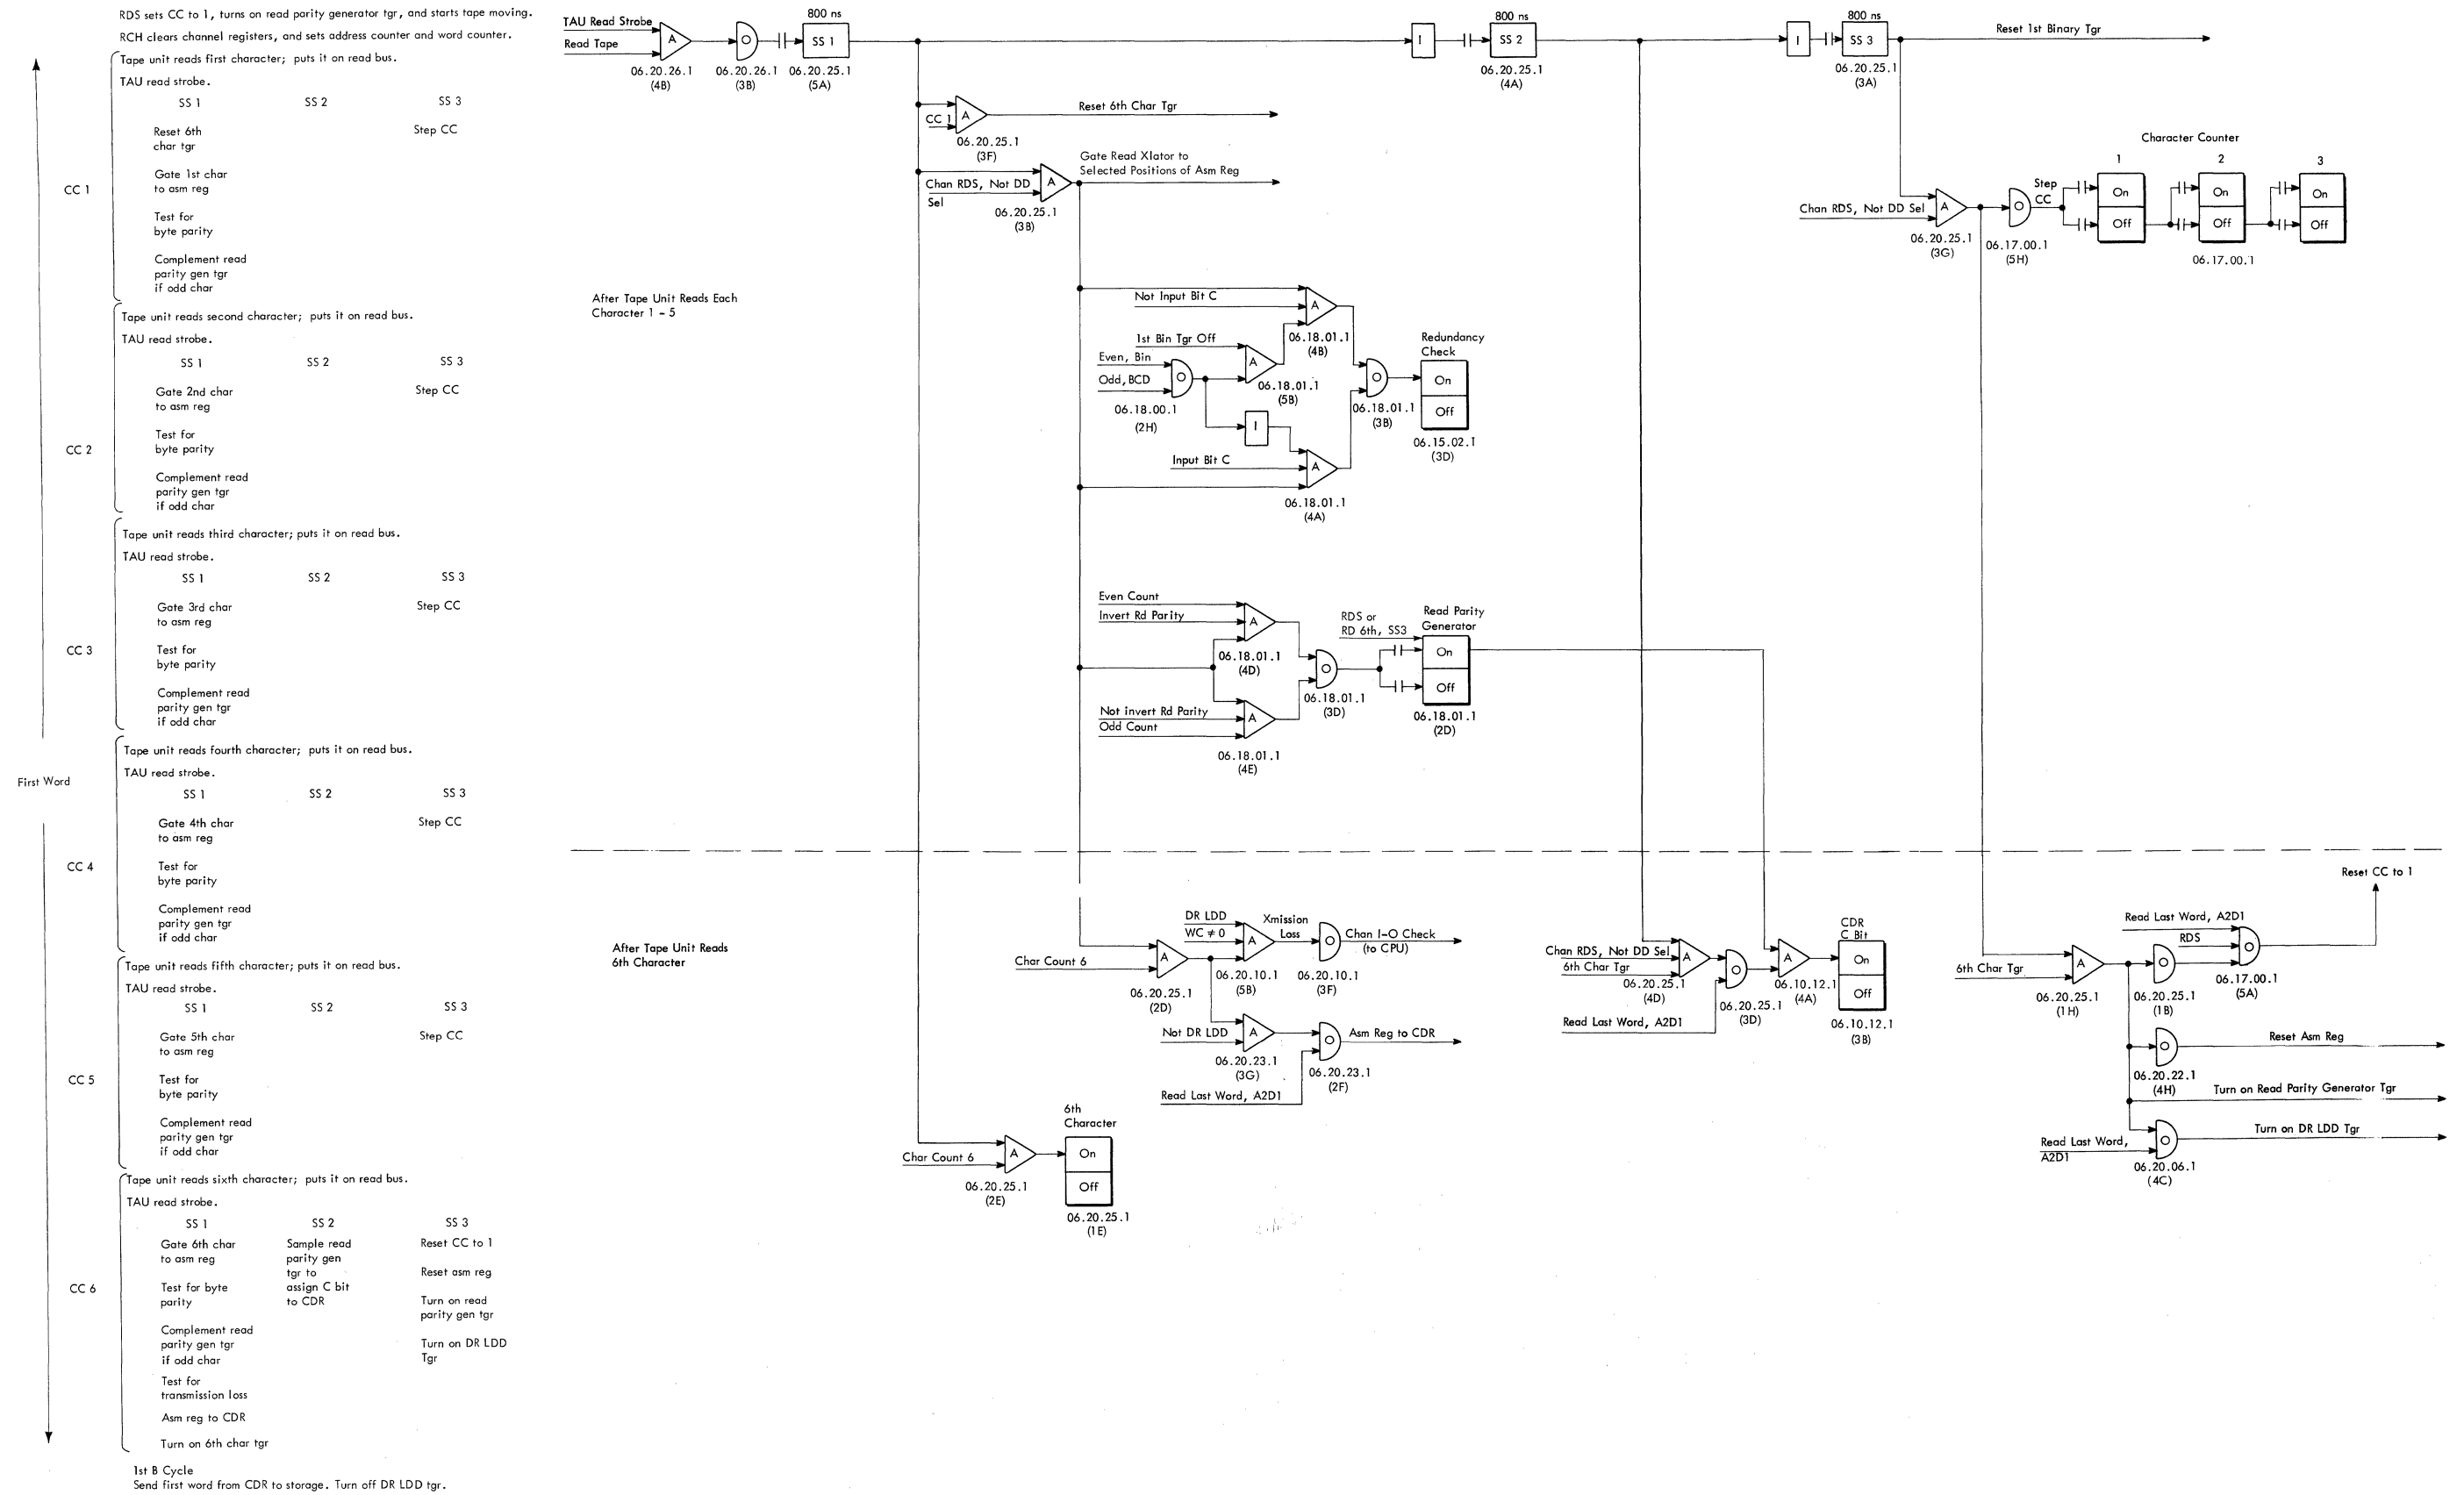 RDS sets CC to 1, turns on read parity generator tgr, and starts tape moving.
RCH clears channel registers, and sets address counter and word counter.
Tape unit reads first character; puts it on read bus.
TAU read strobe.
SS 1
SS 2
SS 3
Reset 6th
char tgr
Step CC
Gate 1st char
to asm reg
CC 1
Test for
byte parity
Complement read
parity gen tgr
if odd char
Tape unit reads second character; puts it on read bus.
TAU read strobe.
SS 1
SS 2
SS 3
Gate 2nd char
to asm reg
Step CC
Test for
byte parity
CC 2
Complement read
parity gen tgr
if odd char
Tape unit reads third character; puts it on read bus.
TAU read strobe.
SS 1
SS 2
SS 3
Gate 3rd char
to asm reg
Step CC
CC 3
Test for
byte parity
Complement read
parity gen tgr
if odd char
Tape unit reads fourth character; puts it on read bus.
TAU read strobe.
First Word
SS 1
SS 2
SS 3
Gate 4th char
to asm reg
Step CC
CC 4
Test for
byte parity
Complement read
parity gen tgr
if odd char
Tape unit reads fifth character; puts it on read bus.
TAU read strobe.
SS 1
SS 2
SS 3
Gate 5th char
to asm reg
Step CC
CC 5
Test for
byte parity
Complement read
parity gen tgr
if odd char
Tape unit reads sixth character; puts it on read bus.
TAU read strobe.
SS 1
SS 2
SS 3
Gate 6th char
to asm reg
Test for byte
parity
Complement read
parity gen tgr
if odd char
Test for
transmission loss
Asm reg to CDR
Turn on 6th char tgr
Sample read
parity gen
tgr to
assign C bit
to CDR
Reset CC to 1
Reset asm reg
Turn on read
parity gen tgr
Turn on DR LDD
Tgr
CC 6
1st B Cycle
Send first word from CDR to storage. Turn off DR LDD tgr.
TAU Read Strobe
Read Tape
A
06.20.26.1
(4B)
O
06.20.26.1
(3B)
800 ns
SS 1
06.20.25.1
(5A)
I
800 ns
SS 2
06.20.25.1
(4A)
I
800 ns
SS 3
06.20.25.1
(3A)
Reset 1st Binary Tgr
CC 1
A
06.20.25.1
(3F)
Reset 6th Char Tgr
Chan RDS, Not DD
Sel
A
06.20.25.1
(3B)
Gate Read Xlator to
Selected Positions of Asm Reg
Chan RDS, Not DD Sel
A
06.20.25.1
(3G)
O
06.17.00.1
(5H)
Step
CC
Character Counter
1
2
3
On
Off
On
Off
On
Off
06.17.00.1
After Tape Unit Reads Each
Character 1 - 5
Not Input Bit C
A
06.18.01.1
(4B)
1st Bin Tgr Off
Even, Bin
Odd, BCD
O
06.18.00.1
(2H)
A
06.18.01.1
(5B)
I
Input Bit C
A
06.18.01.1
(4A)
O
06.18.01.1
(3B)
Redundancy
Check
On
Off
06.15.02.1
(3D)
Even Count
Invert Rd Parity
A
06.18.01.1
(4D)
Not invert Rd Parity
Odd Count
A
06.18.01.1
(4E)
O
06.18.01.1
(3D)
RDS or
RD 6th, SS3
Read Parity
Generator
On
Off
06.18.01.1
(2D)
After Tape Unit Reads
6th Character
Char Count 6
A
06.20.25.1
(2D)
DR LDD
WC ≠ 0
A
06.20.10.1
(5B)
Xmission
Loss
O
06.20.10.1
(3F)
Chan I-O Check
(to CPU)
Not DR LDD
A
06.20.23.1
(3G)
Read Last Word, A2D1
O
06.20.23.1
(2F)
Asm Reg to CDR
Char Count 6
A
06.20.25.1
(2E)
6th
Character
On
Off
06.20.25.1
(1E)
Chan RDS, Not DD Sel
6th Char Tgr
A
06.20.25.1
(4D)
Read Last Word, A2D1
O
06.20.25.1
(3D)
A
06.10.12.1
(4A)
CDR
C Bit
On
Off
06.10.12.1
(3B)
6th Char Tgr
A
06.20.25.1
(1H)
O
06.20.25.1
(1B)
Read Last Word, A2D1
RDS
O
06.17.00.1
(5A)
Reset CC to 1
O
06.20.22.1
(4H)
Reset Asm Reg
Turn on Read Parity Generator Tgr
Read Last Word,
A2D1
O
06.20.06.1
(4C)
Turn on DR LDD Tgr